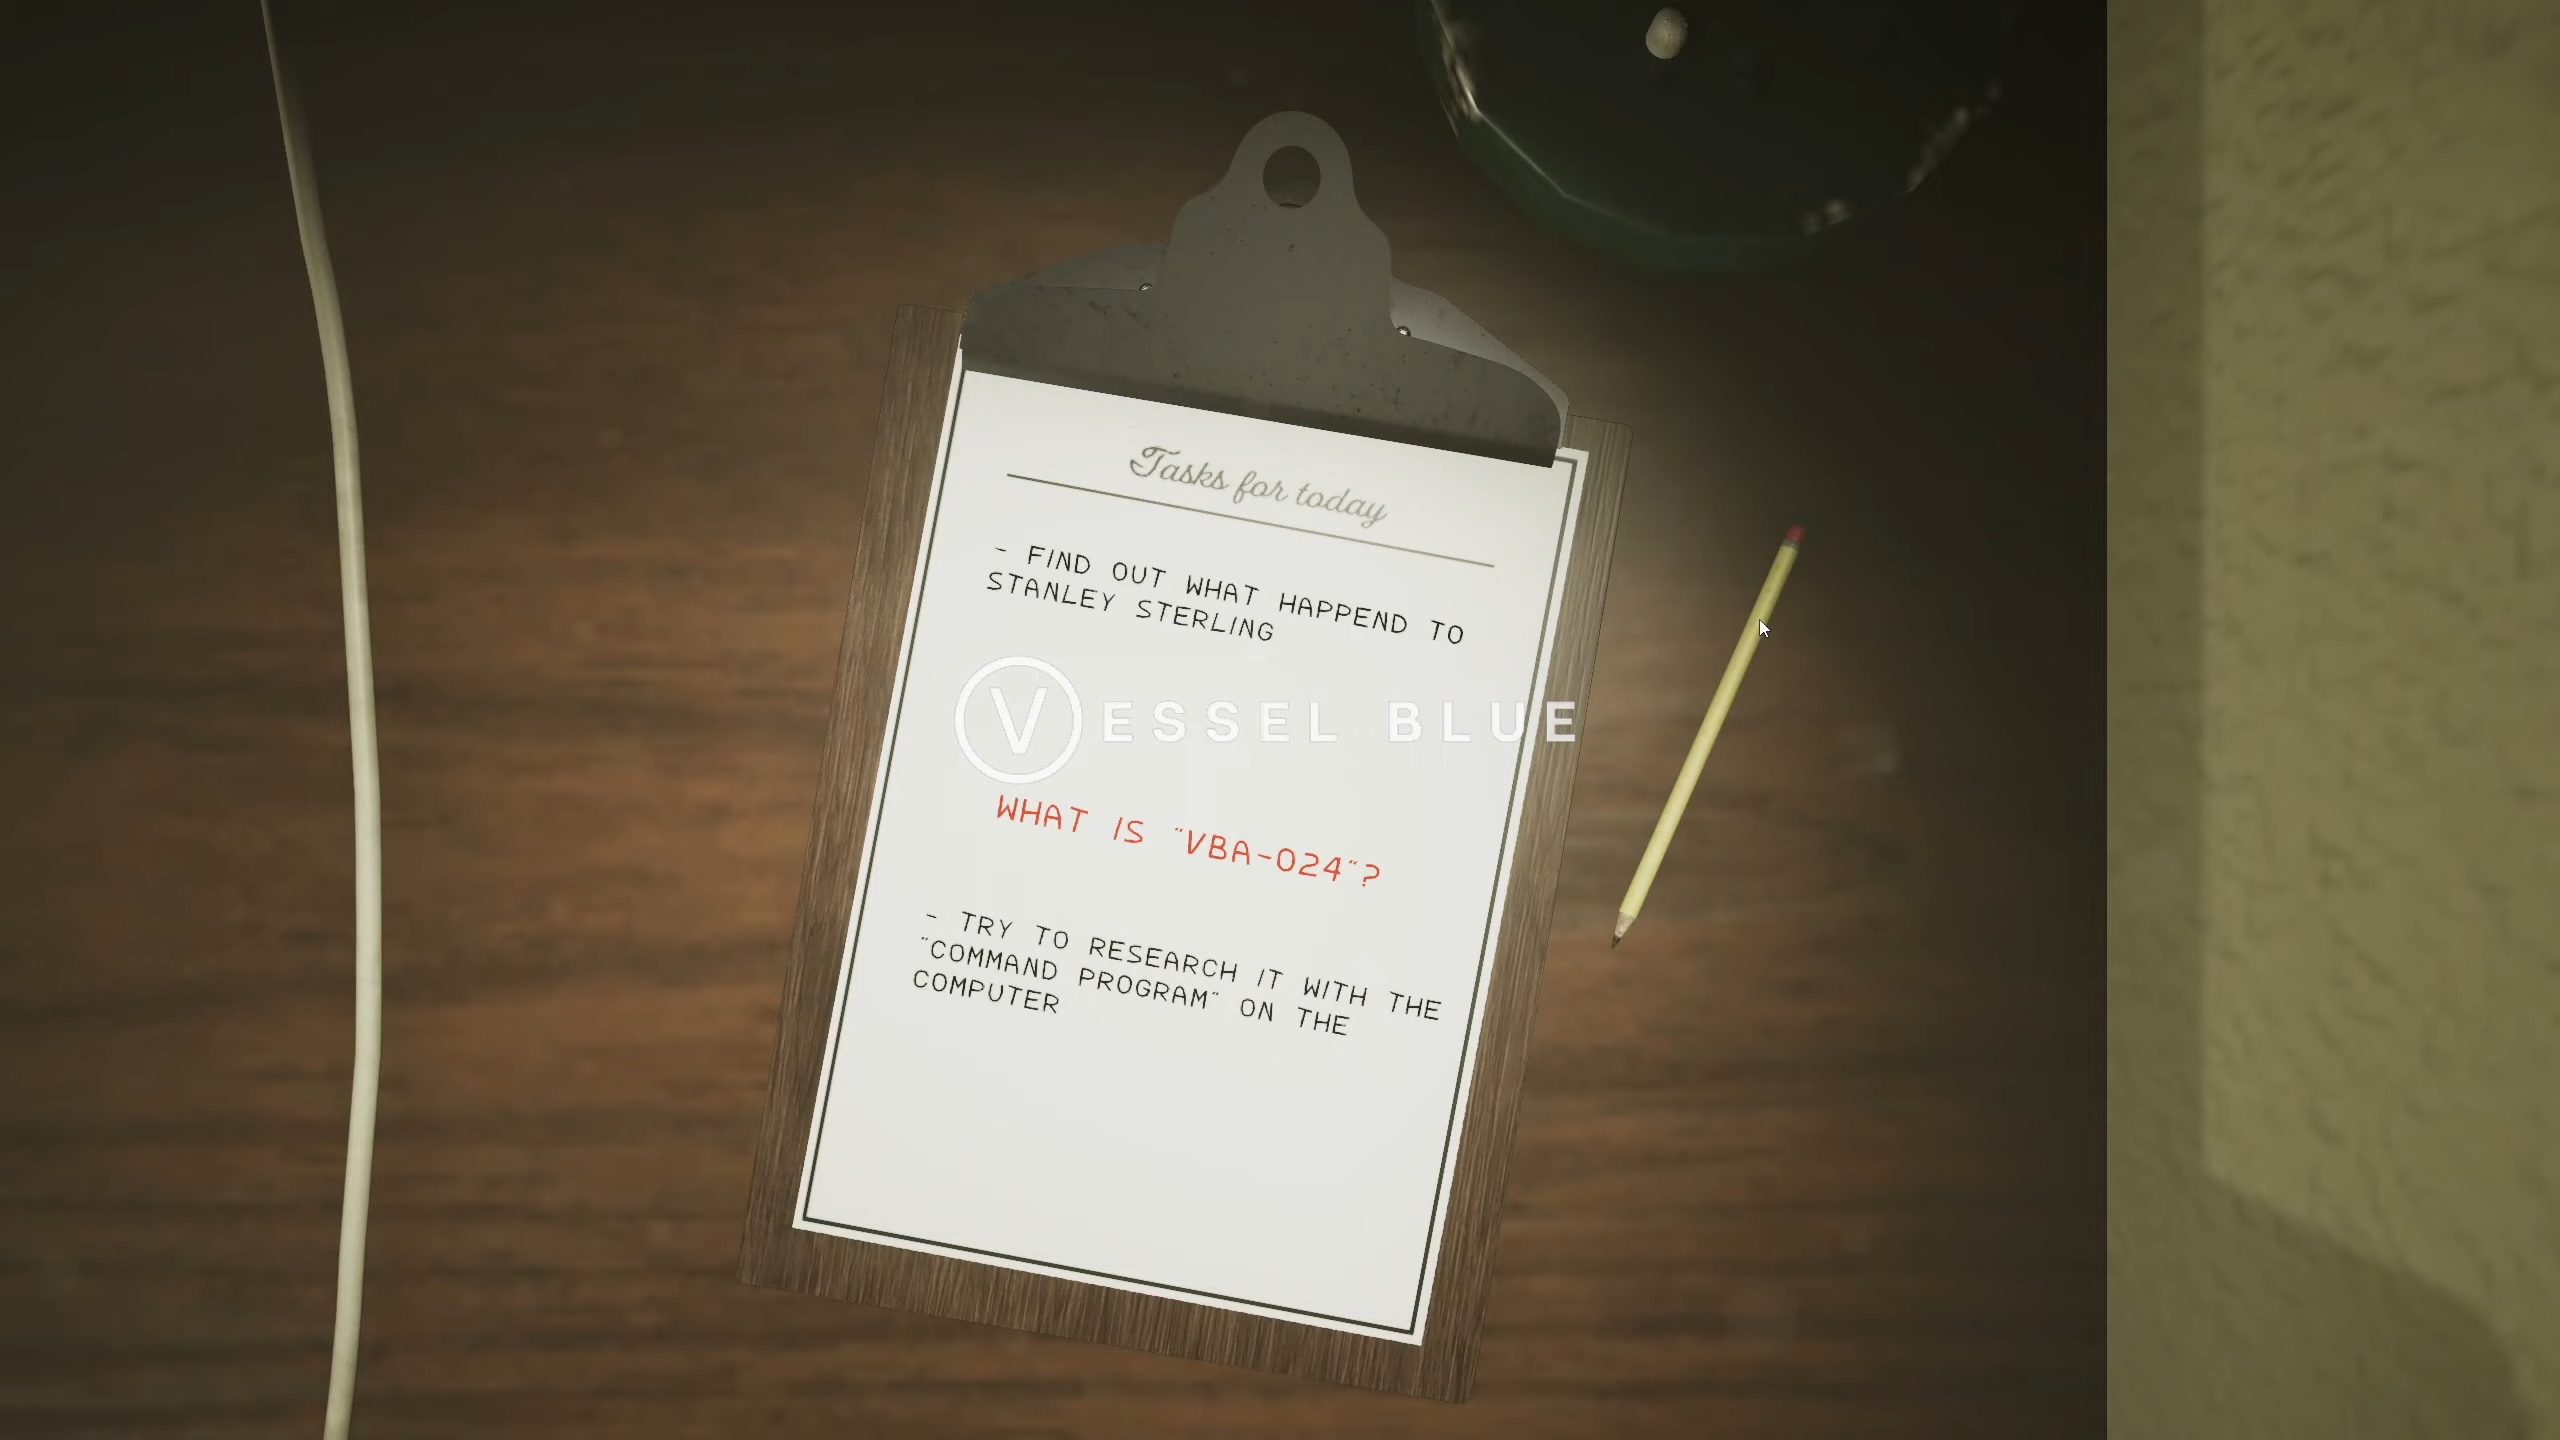 Tasks for today
- FIND OUT WHAT HAPPEND TO
STANLEY STERLING
VESSEL BLUE
WHAT IS "VBA-024"?
- TRY TO RESEARCH IT WITH THE
"COMMAND PROGRAM" ON THE
COMPUTER